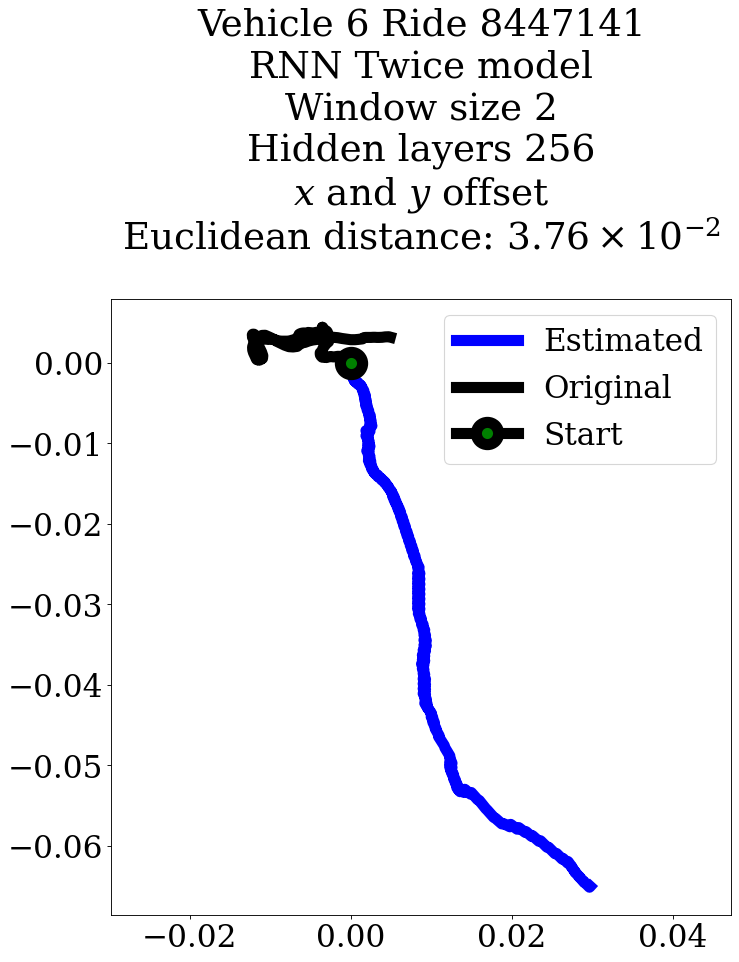 Vehicle 6 Ride 8447141
RNN Twice model
Window size 2
Hidden layers 256
x and y offset
Euclidean distance: 3.76 × 10⁻²
Estimated
Original
Start
0.00
−0.01
−0.02
−0.03
−0.04
−0.05
−0.06
−0.02 0.00 0.02 0.04